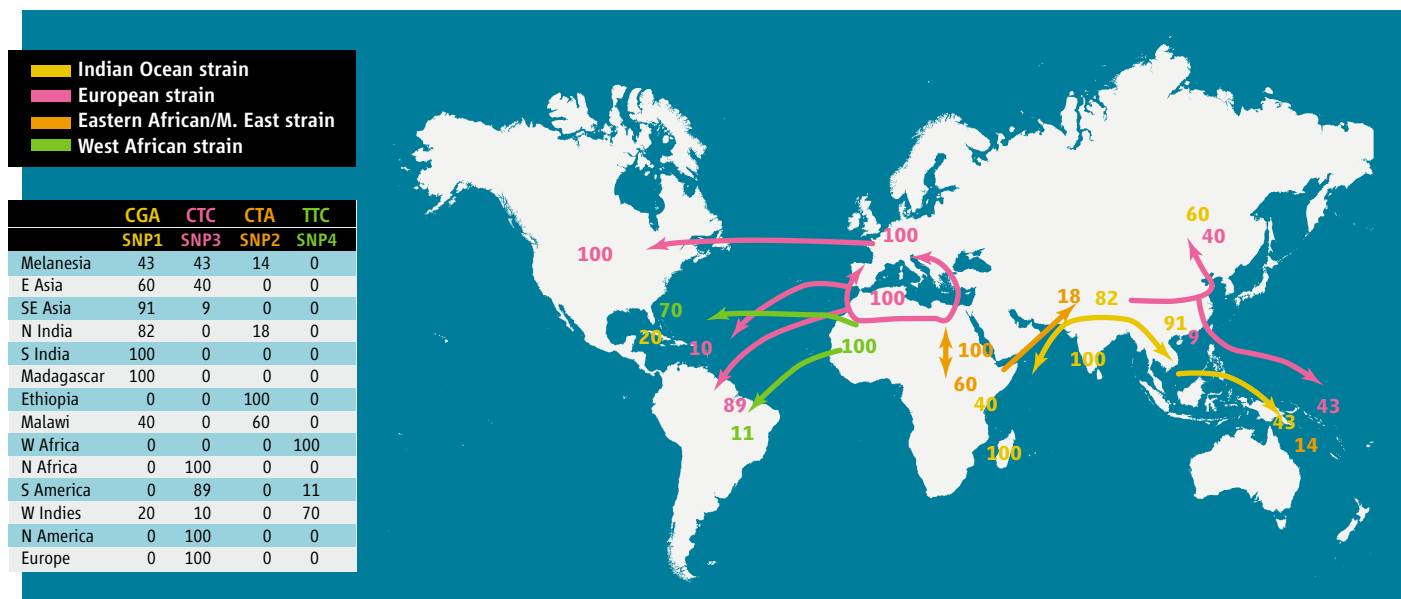 Indian Ocean strain
European strain
Eastern African/M. East strain
West African strain
CGA CTC CTA TTC
SNP1 SNP3 SNP2 SNP4
Melanesia 43 43 14 0
E Asia 60 40 0 0
SE Asia 91 9 0 0
N India 82 0 18 0
S India 100 0 0 0
Madagascar 100 0 0 0
Ethiopia 0 0 100 0
Malawi 40 0 60 0
W Africa 0 0 0 100
N Africa 0 100 0 0
S America 0 89 0 11
W Indies 20 10 0 70
N America 0 100 0 0
Europe 0 100 0 0
60
40
100
100
100
18 82
70
20
10
100
100
91
9
100
60
40
89
11
100
43
43
14